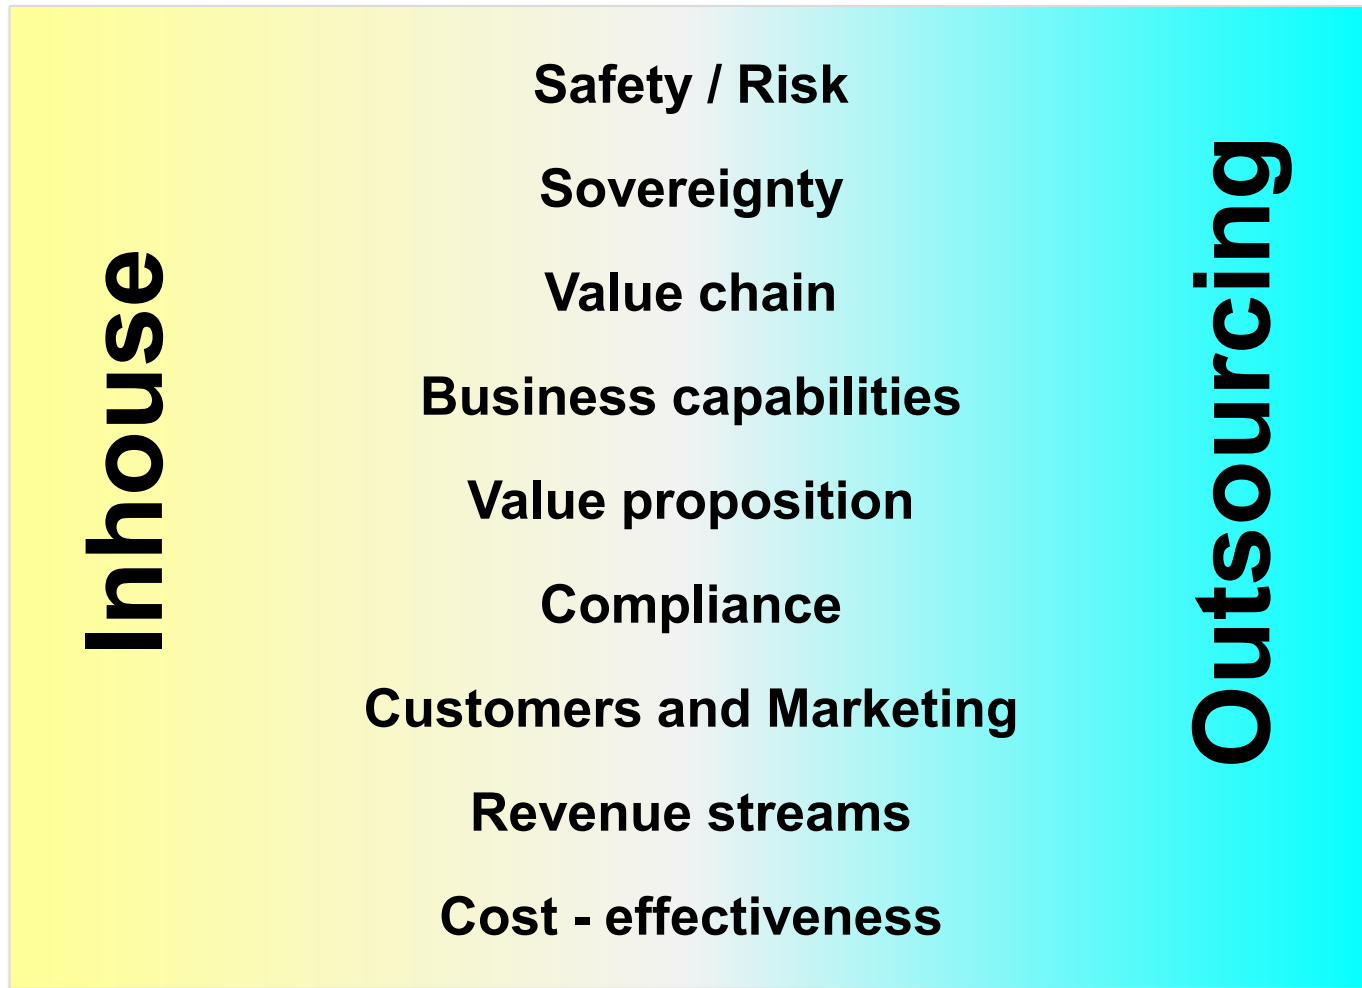 Inhouse
Safety / Risk
Sovereignty
Value chain
Business capabilities
Value proposition
Compliance
Customers and Marketing
Revenue streams
Cost - effectiveness
Outsourcing